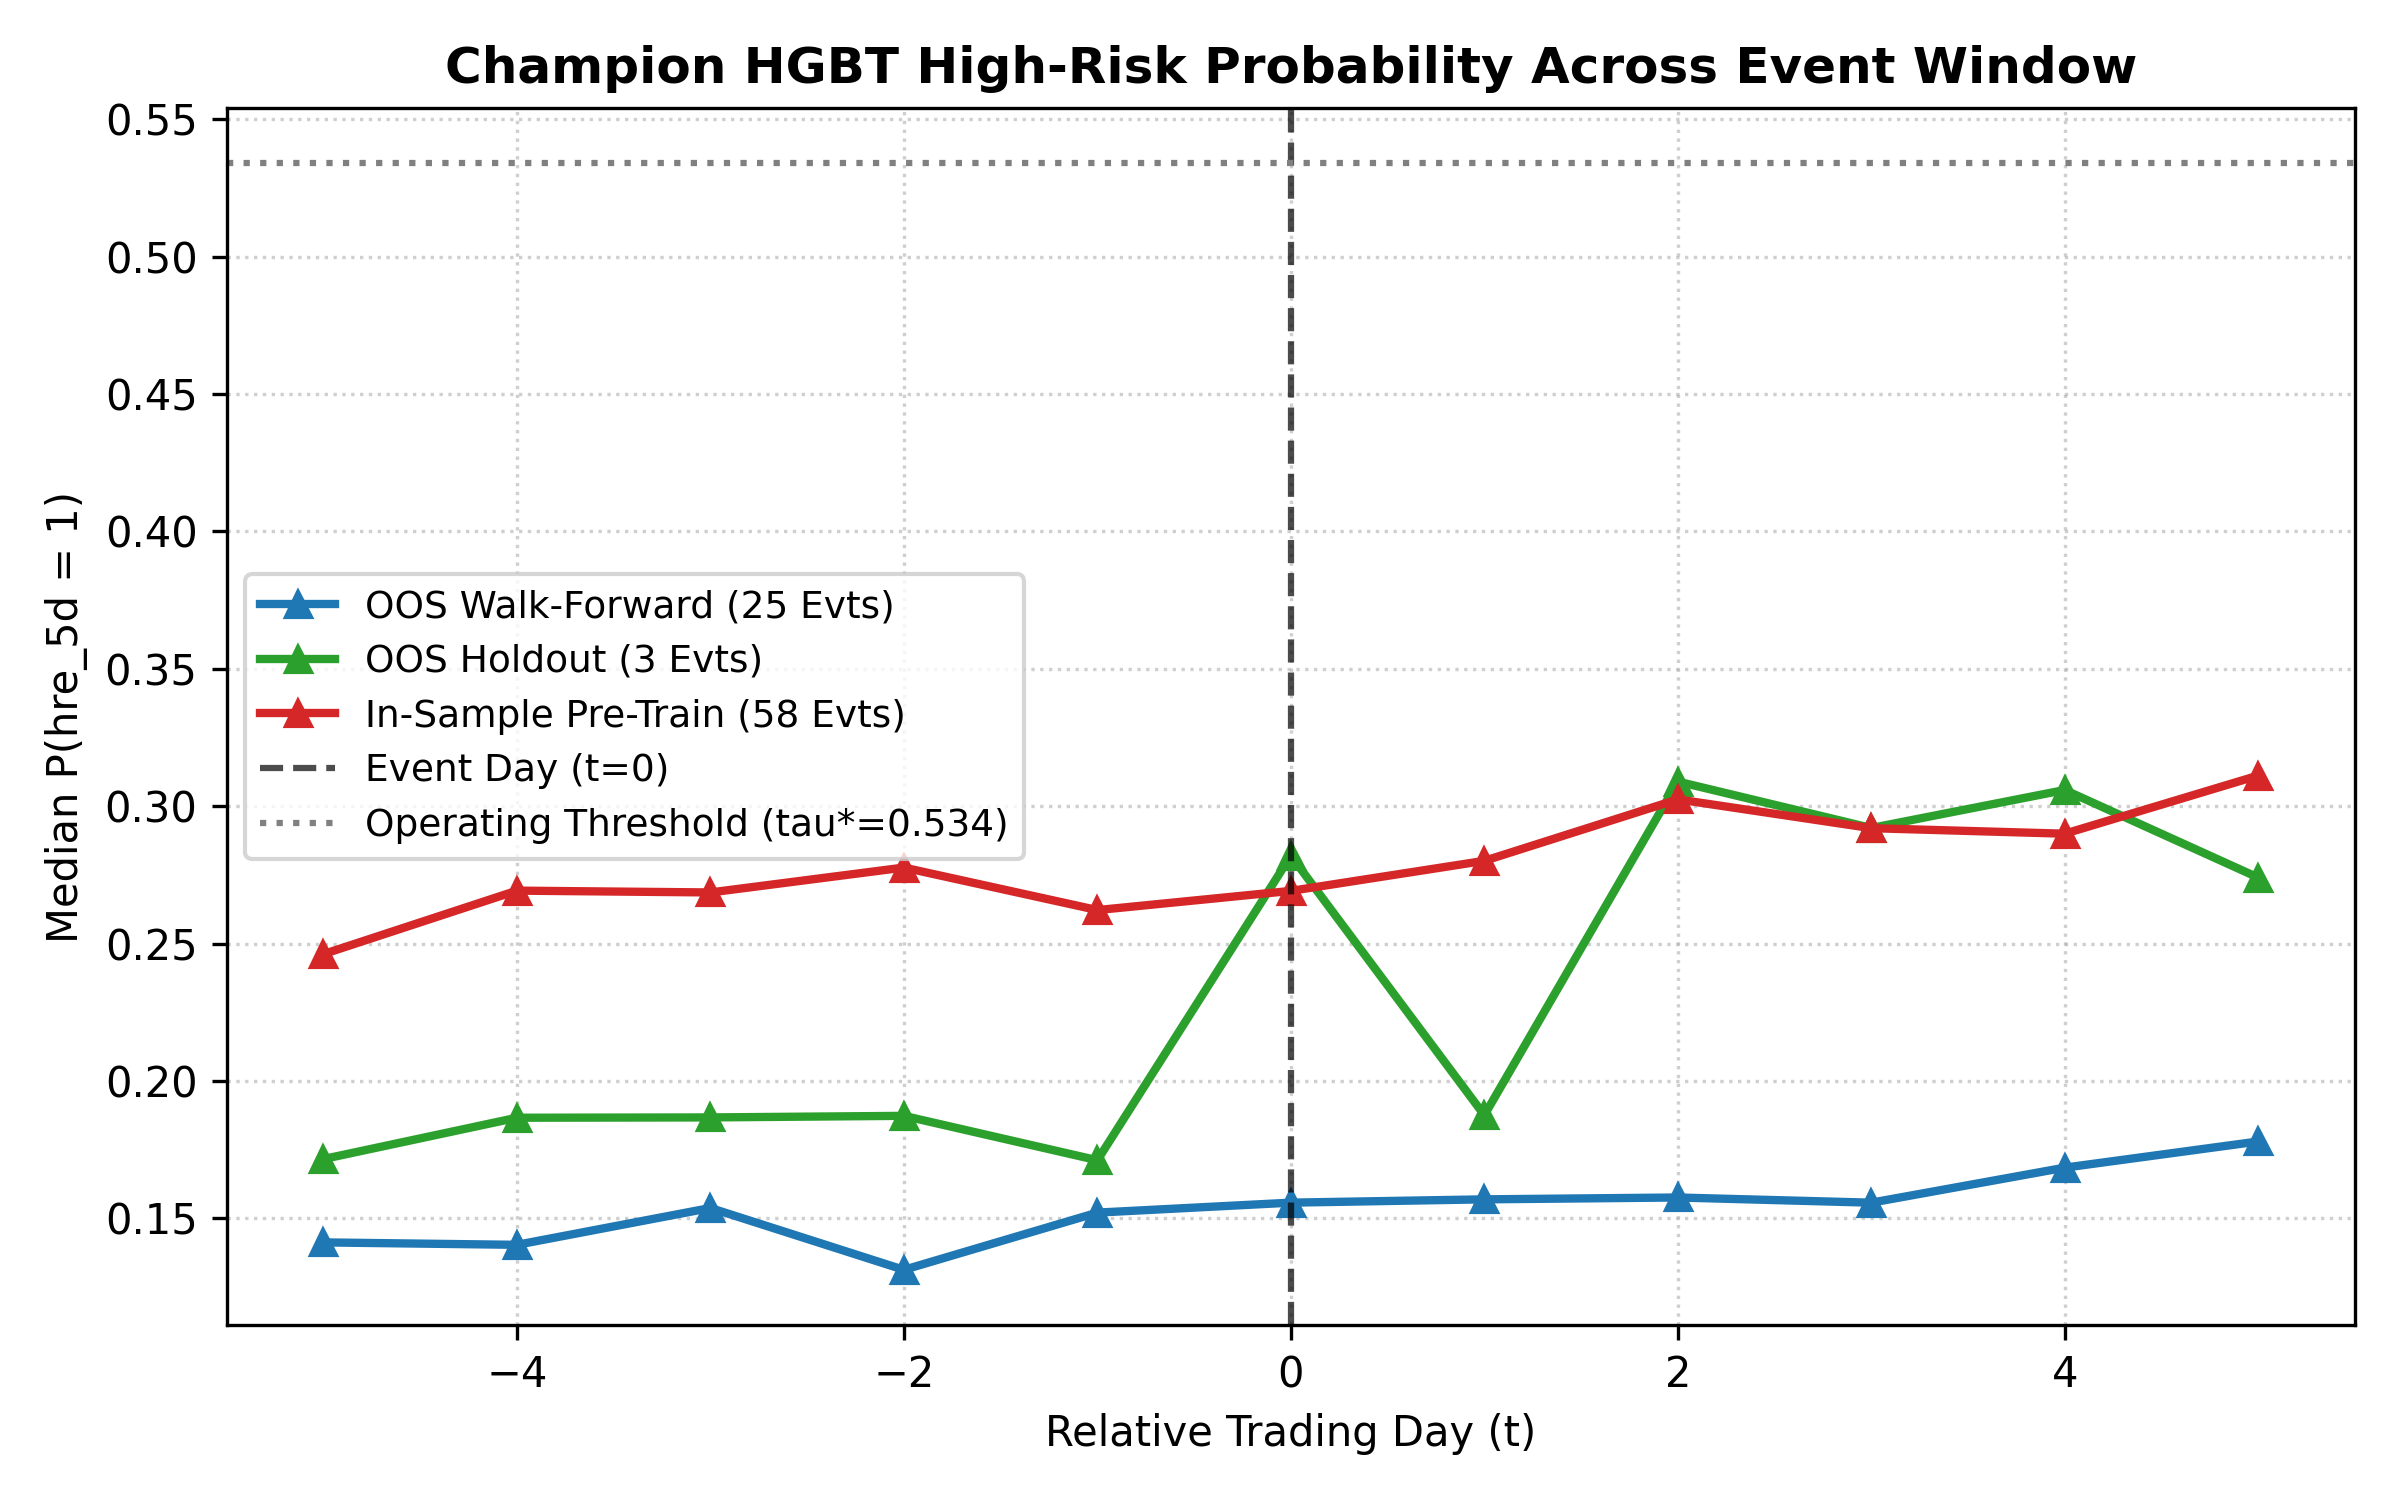 Champion HGBT High-Risk Probability Across Event Window
Median P(hre_5d = 1)
0.55
0.50
0.45
0.40
0.35
0.30
0.25
0.20
0.15
OOS Walk-Forward (25 Evts)
OOS Holdout (3 Evts)
In-Sample Pre-Train (58 Evts)
Event Day (t=0)
Operating Threshold (tau*=0.534)
−4 −2 0 2 4
Relative Trading Day (t)